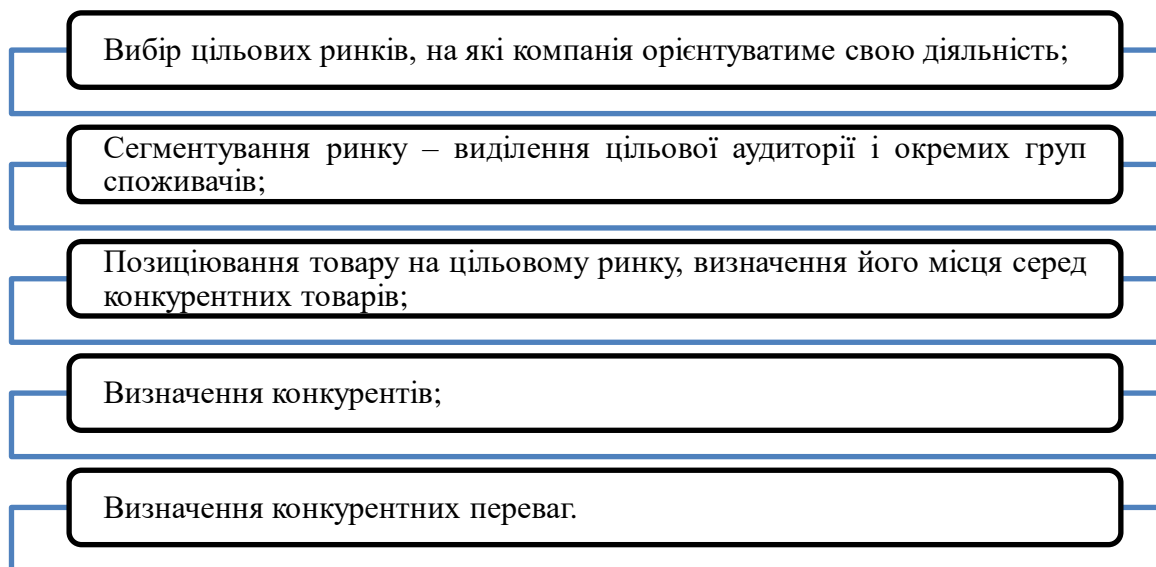 Вибір цільових ринків, на які компанія орієнтуватиме свою діяльність;
Сегментування ринку – виділення цільової аудиторії і окремих груп
споживачів;
Позиціювання товару на цільовому ринку, визначення його місця серед
конкурентних товарів;
Визначення конкурентів;
Визначення конкурентних переваг.